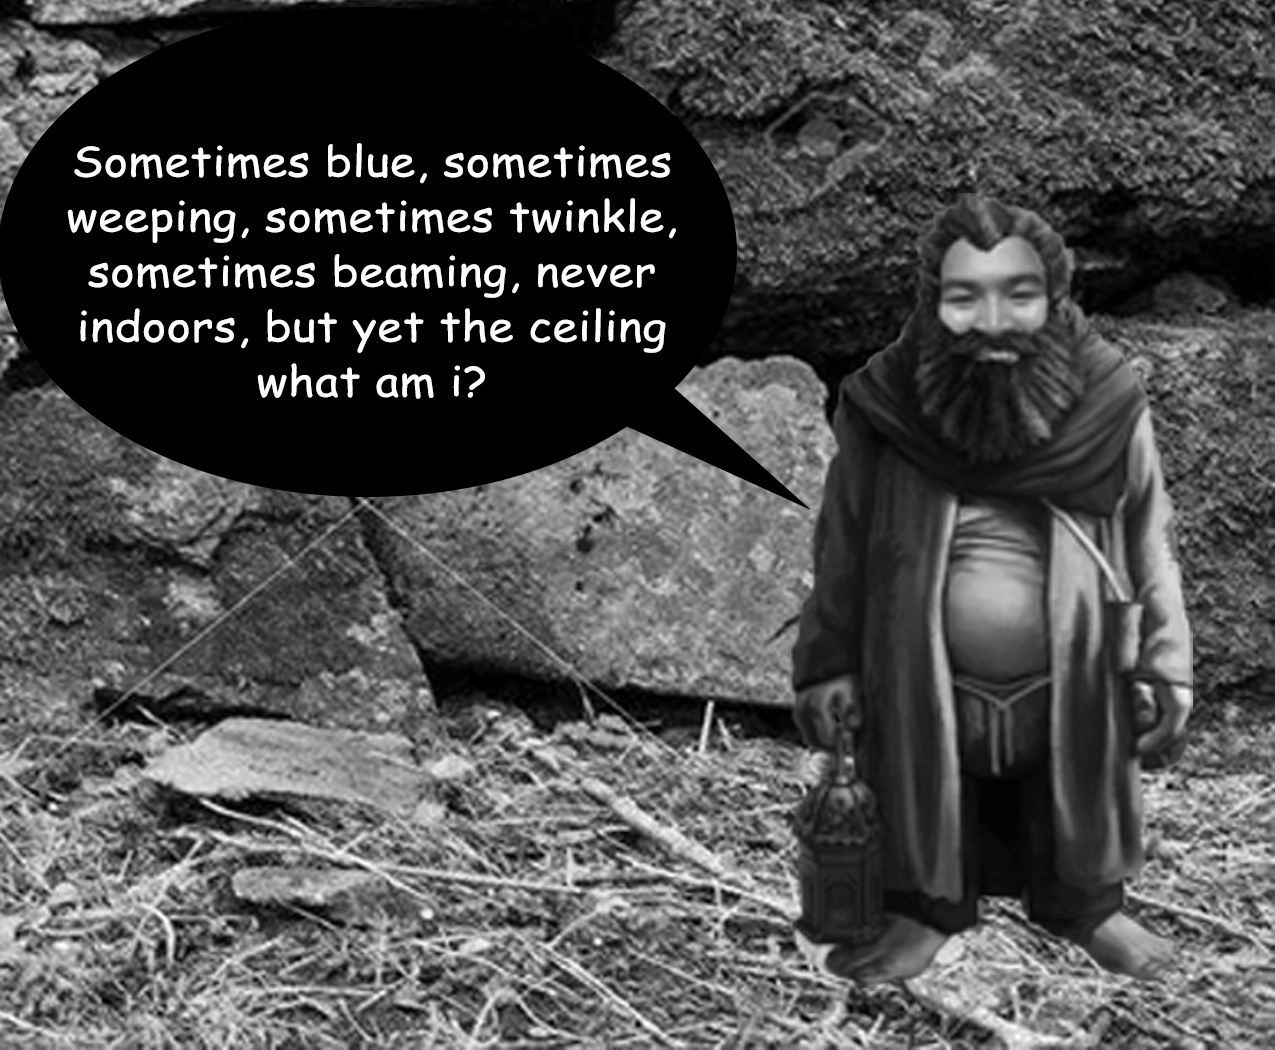 Sometimes blue, sometimes
weeping, sometimes twinkle,
sometimes beaming, never
indoors, but yet the ceiling
what am i?